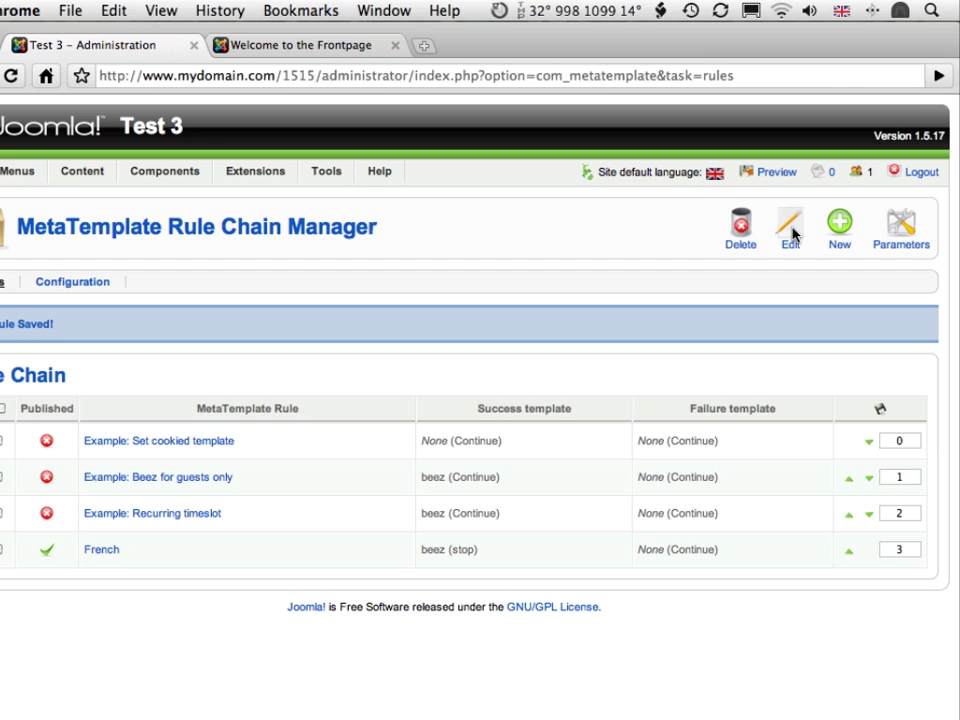 rome File Edit View History Bookmarks Window Help 32° 998 1099 14°
Test 3 – Administration Welcome to the Frontpage
http://www.mydomain.com/1515/administrator/index.php?option=com_metatemplate&task=rules
Joomla! Test 3
Version 1.5.17
Menus Content Components Extensions Tools Help Site default language: Preview 0 1 Logout
MetaTemplate Rule Chain Manager
Delete Edit New Parameters
s Configuration
ule Saved!
e Chain
Published MetaTemplate Rule Success template Failure template
Example: Set cookied template None (Continue) None (Continue) 0
Example: Beez for guests only beez (Continue) None (Continue) 1
Example: Recurring timeslot beez (Continue) None (Continue) 2
French beez (stop) None (Continue) 3
Joomla! is Free Software released under the GNU/GPL License.